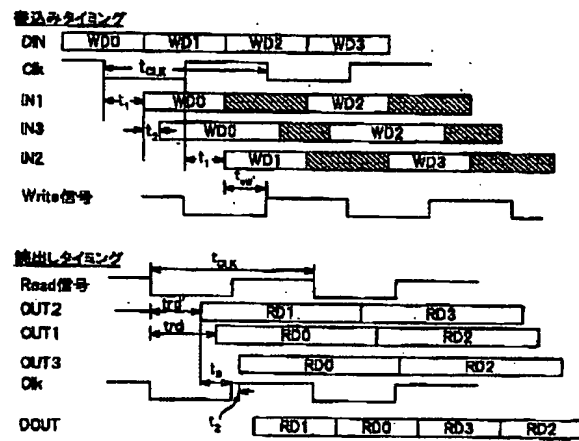 書込みタイミング
DIN WD0 WD1 WD2 WD3
Clk tCLK
IN1 t1 WD0 WD2
IN3 t2 WD0 WD2
IN2 t1 WD1 WD3
Write信号
読出しタイミング
tCLK
Read信号
OUT2 trd' RD1 RD3
OUT1 trd RD0 RD2
OUT3 RD0 RD2
Clk
t2
DOUT RD1 RD0 RD3 RD2